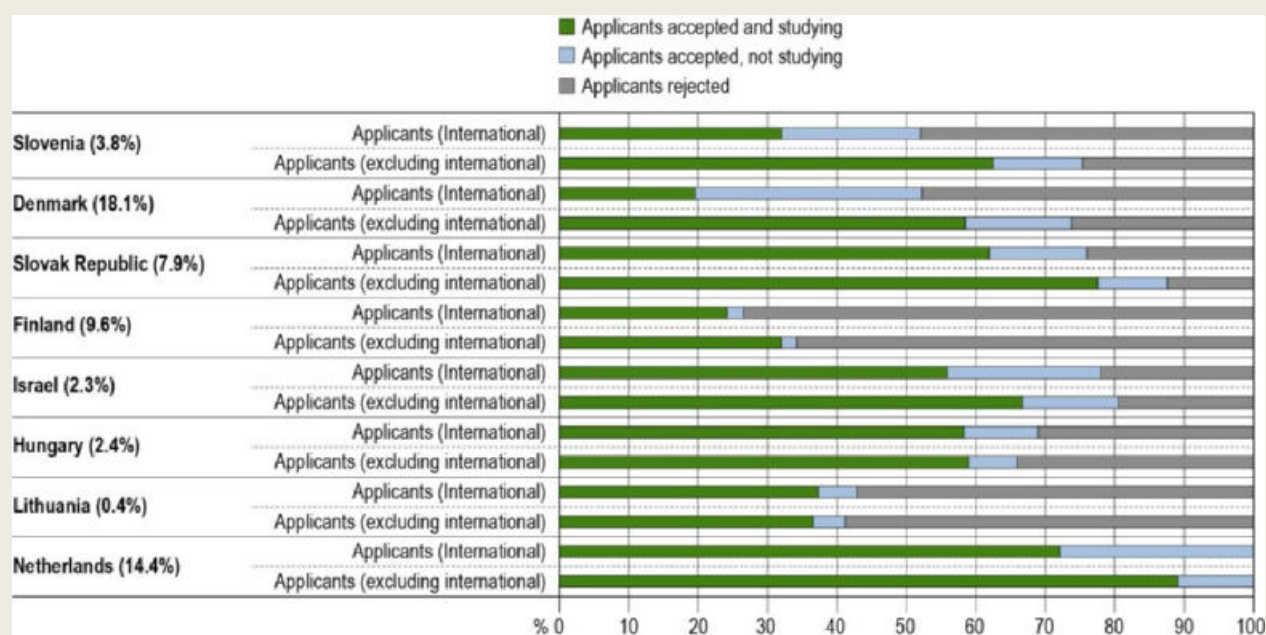 Applicants accepted and studying
Applicants accepted, not studying
Applicants rejected
Slovenia (3.8%)
Applicants (International)
Applicants (excluding international)
Denmark (18.1%)
Applicants (International)
Applicants (excluding international)
Slovak Republic (7.9%)
Applicants (International)
Applicants (excluding international)
Finland (9.6%)
Applicants (International)
Applicants (excluding international)
Israel (2.3%)
Applicants (International)
Applicants (excluding international)
Hungary (2.4%)
Applicants (International)
Applicants (excluding international)
Lithuania (0.4%)
Applicants (International)
Applicants (excluding international)
Netherlands (14.4%)
Applicants (International)
Applicants (excluding international)
% 0 10 20 30 40 50 60 70 80 90 100